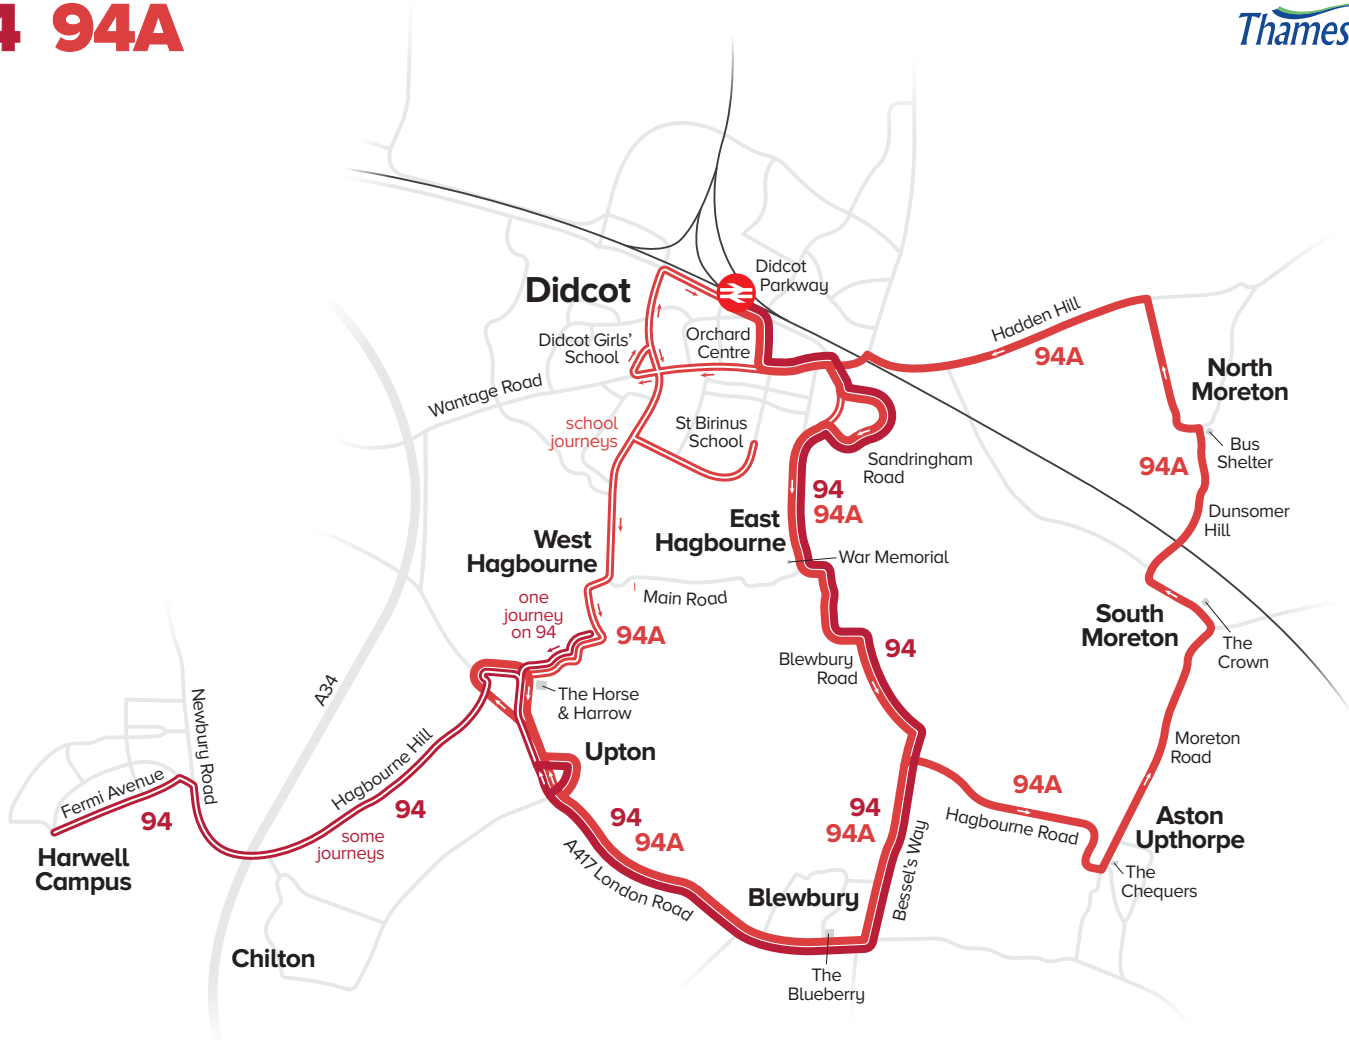 4 94A
Thames
Didcot
Parkway
Didcot
Hadden Hill
94A
Didcot Girls'
School
Orchard
Centre
North
Moreton
Wantage Road
school
journeys
St Birinus
School
Bus
Shelter
94A
Sandringham
Road
94
94A
Dunsomer
Hill
East
Hagbourne
West
Hagbourne
War Memorial
one
journey
on 94
Main Road
94A
South
Moreton
The
Crown
94
Blewbury
Road
The Horse
& Harrow
A34
Newbury Road
Hagbourne Hill
Upton
Moreton
Road
Fermi Avenue
94
94
some
journeys
94
94A
94
94A
94A
Hagbourne Road
Aston
Upthorpe
Harwell
Campus
A417 London Road
Bessel's Way
The
Chequers
Blewbury
Chilton
The
Blueberry